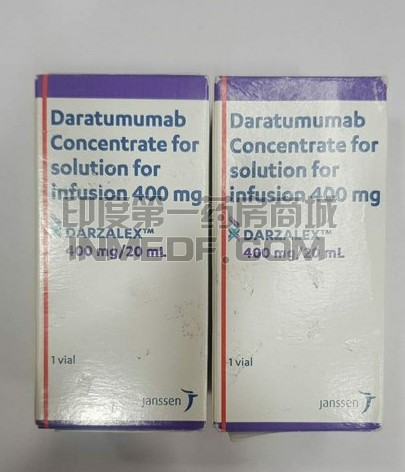 Daratumumab
Concentrate for
solution for
infusion 400 mg
DARZALEX™
400 mg/20 mL
1 vial
janssen
Daratumumab
Concentrate for
solution for
infusion 400 mg
DARZALEX™
400 mg/20 mL
1 vial
janssen
印度第一药房商城
INMEDF.COM